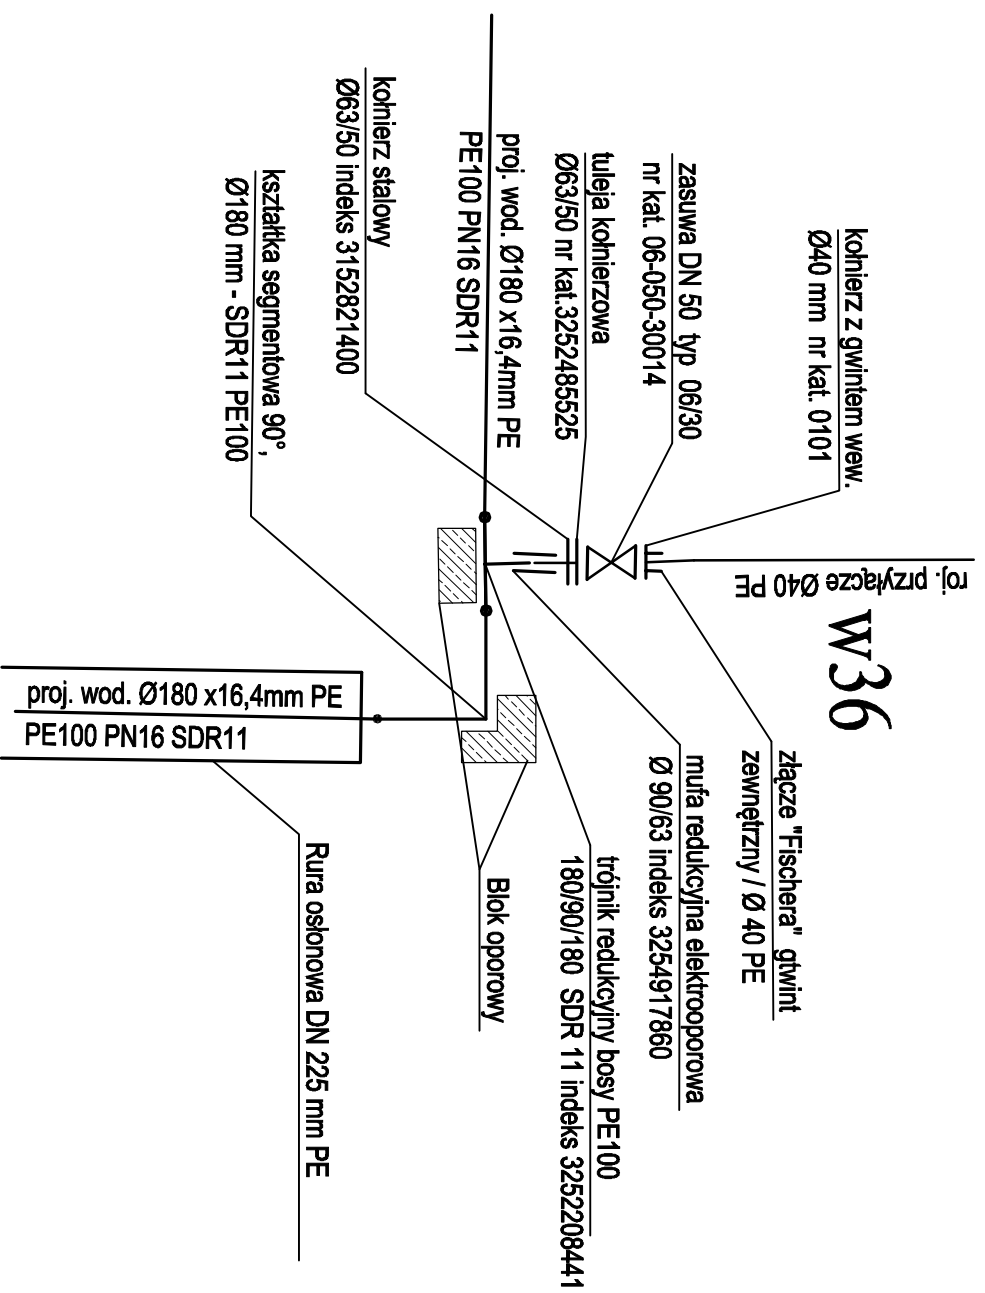 kołnierz z gwintem wew.
Ø40 mm nr kat. 0101
zasuwa DN 50 typ 06/30
nr kat. 06-050-30014
tuleja kołnierzowa
Ø63/50 nr kat.3252485525
proj. wod. Ø180 x16,4mm PE
PE100 PN16 SDR11
kołnierz stalowy
Ø63/50 indeks 3152821400
kształtka segmentowa 90°,
Ø180 mm - SDR11 PE100
roj. przyłącze Ø40 PE
w36
złącze "Fischera" gtwint
zewnętrzny / Ø 40 PE
mufa redukcyjna elektrooporowa
Ø 90/63 indeks 3254917860
trójnik redukcyjny bosy PE100
180/90/180 SDR 11 indeks 3252208441
Blok oporowy
Rura osłonowa DN 225 mm PE
proj. wod. Ø180 x16,4mm PE
PE100 PN16 SDR11